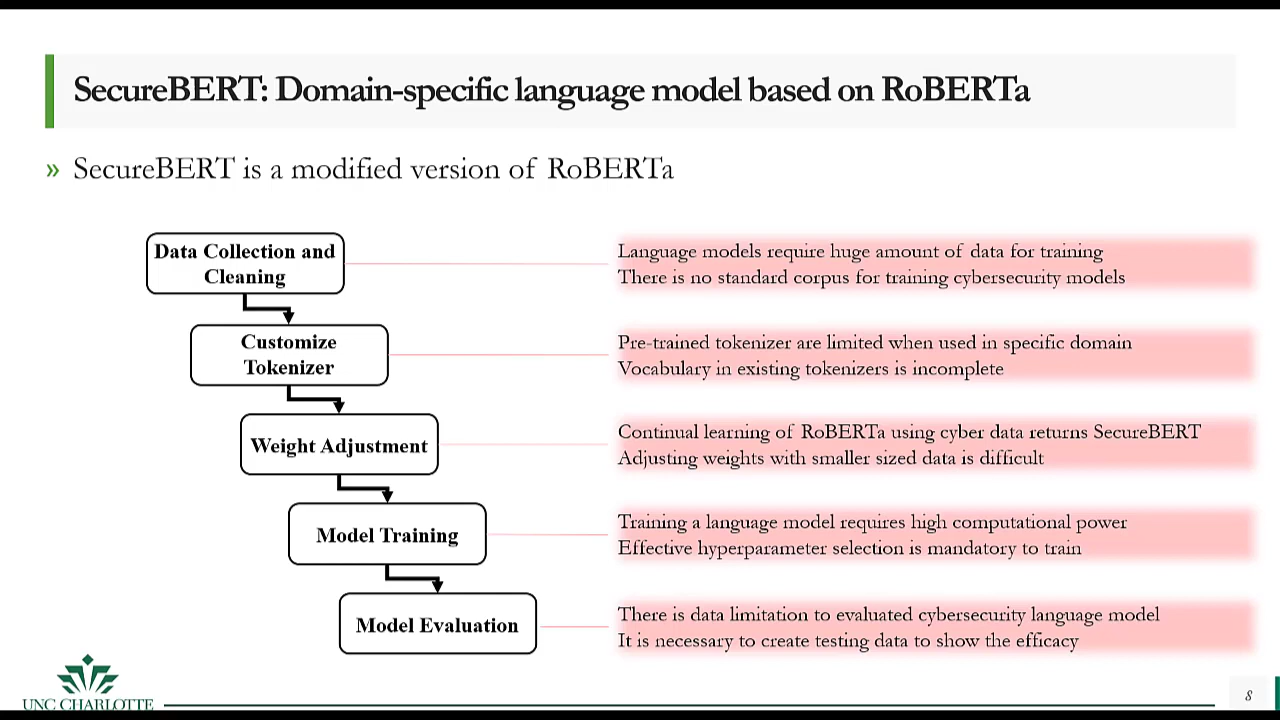 SecureBERT: Domain-specific language model based on RoBERTa
» SecureBERT is a modified version of RoBERTa
Data Collection and
Cleaning
Language models require huge amount of data for training
There is no standard corpus for training cybersecurity models
Customize
Tokenizer
Pre-trained tokenizer are limited when used in specific domain
Vocabulary in existing tokenizers is incomplete
Weight Adjustment
Continual learning of RoBERTa using cyber data returns SecureBERT
Adjusting weights with smaller sized data is difficult
Model Training
Training a language model requires high computational power
Effective hyperparameter selection is mandatory to train
Model Evaluation
There is data limitation to evaluated cybersecurity language model
It is necessary to create testing data to show the efficacy
UNC CHARLOTTE
8